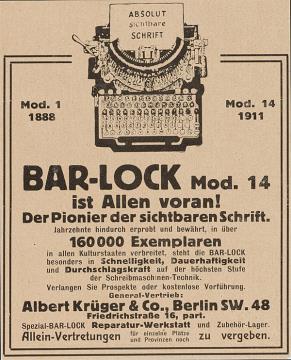 ABSOLUT
sichtbare
SCHRIFT
Mod. 1
1888
Mod. 14
1911
BAR-LOCK Mod. 14
ist Allen voran!
Der Pionier der sichtbaren Schrift.
Jahrzehnte hindurch erprobt und bewährt, in über
160000 Exemplaren
in allen Kulturstaaten verbreitet, steht die BAR-LOCK
besonders in Schnelligkeit, Dauerhaftigkeit
und Durchschlagskraft auf der höchsten Stufe
der Schreibmaschinen-Technik.
Verlangen Sie Prospekte oder kostenlose Vorführung.
General-Vertrieb:
Albert Krüger & Co., Berlin SW. 48
Friedrichstraße 16, part.
Spezial-BAR-LOCK Reparatur-Werkstatt und Zubehör-Lager.
Allein-Vertretungen für einzelne Plätze und Provinzen noch zu vergeben.